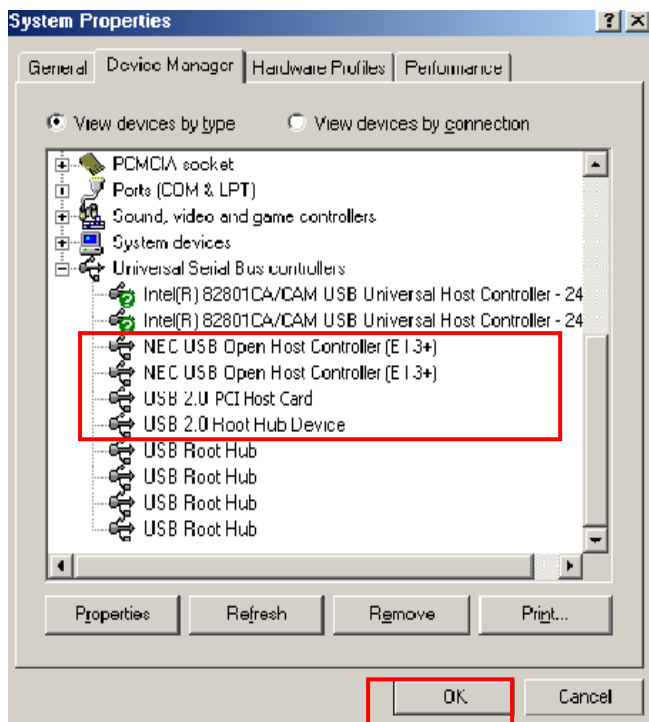 System Properties
General Device Manager Hardware Profiles Performance
View devices by type View devices by connection
PCMCIA socket
Ports (COM & LPT)
Sound, video and game controllers
System devices
Universal Serial Bus controllers
Intel(R) 82801CA/CAM USB Universal Host Controller - 24
Intel(R) 82801CA/CAM USB Universal Host Controller - 24
NEC USB Open Host Controller (E13+)
NEC USB Open Host Controller (E13+)
USB 2.0 PCI Host Card
USB 2.0 Root Hub Device
USB Root Hub
USB Root Hub
USB Root Hub
USB Root Hub
Properties Refresh Remove Print...
OK Cancel